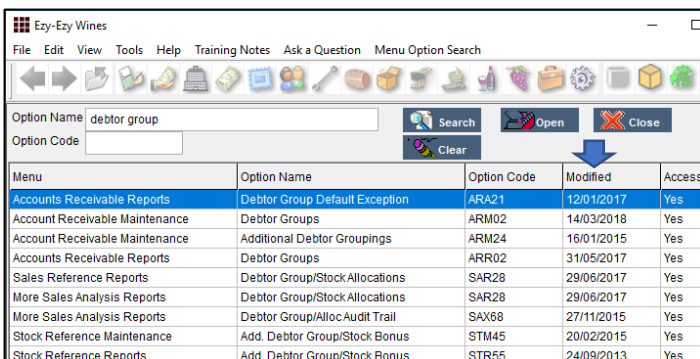 Ezy-Ezy Wines
File Edit View Tools Help Training Notes Ask a Question Menu Option Search
Option Name debtor group Search Open Close
Option Code Clear
Menu Option Name Option Code Modified Access
Accounts Receivable Reports Debtor Group Default Exception ARA21 12/01/2017 Yes
Account Receivable Maintenance Debtor Groups ARM02 14/03/2018 Yes
Account Receivable Maintenance Additional Debtor Groupings ARM24 16/01/2015 Yes
Accounts Receivable Reports Debtor Groups ARR02 31/05/2017 Yes
Sales Reference Reports Debtor Group/Stock Allocations SAR28 29/06/2017 Yes
More Sales Analysis Reports Debtor Group/Stock Allocations SAR28 29/06/2017 Yes
More Sales Analysis Reports Debtor Group/Alloc Audit Trail SAX68 27/11/2015 Yes
Stock Reference Maintenance Add. Debtor Group/Stock Bonus STM45 20/02/2015 Yes
Stock Reference Reports Add. Debtor Group/Stock Bonus STR55 24/09/2013 Yes